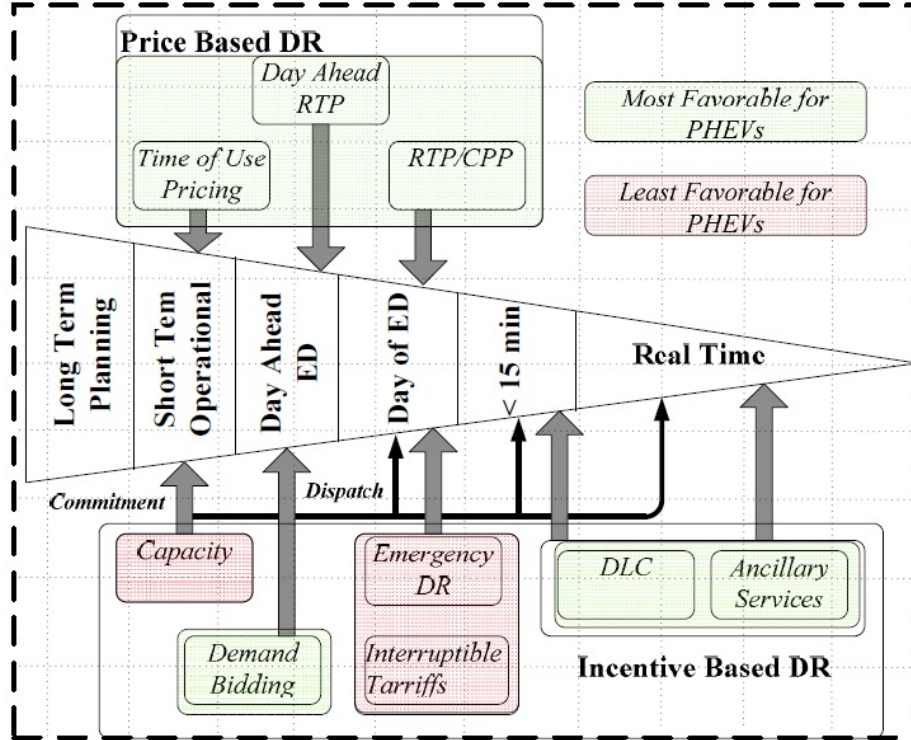 Price Based DR
Day Ahead
RTP
Time of Use
Pricing
RTP/CPP
Most Favorable for
PHEVs
Least Favorable for
PHEVs
Long Term
Planning
Short Tem
Operational
Day Ahead
ED
Day of ED
< 15 min
Real Time
Commitment
Dispatch
Capacity
Emergency
DR
DLC
Ancillary
Services
Demand
Bidding
Interruptible
Tarriffs
Incentive Based DR